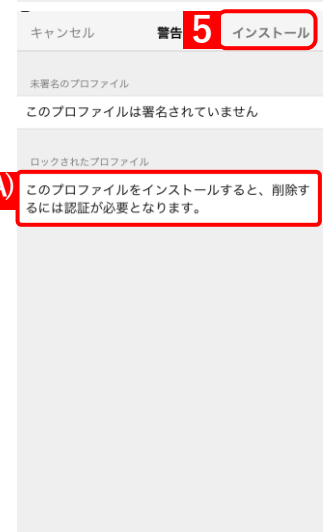 キャンセル 警告 5 インストール
未署名のプロファイル
このプロファイルは署名されていません
ロックされたプロファイル
このプロファイルをインストールすると、削除す
るには認証が必要となります。